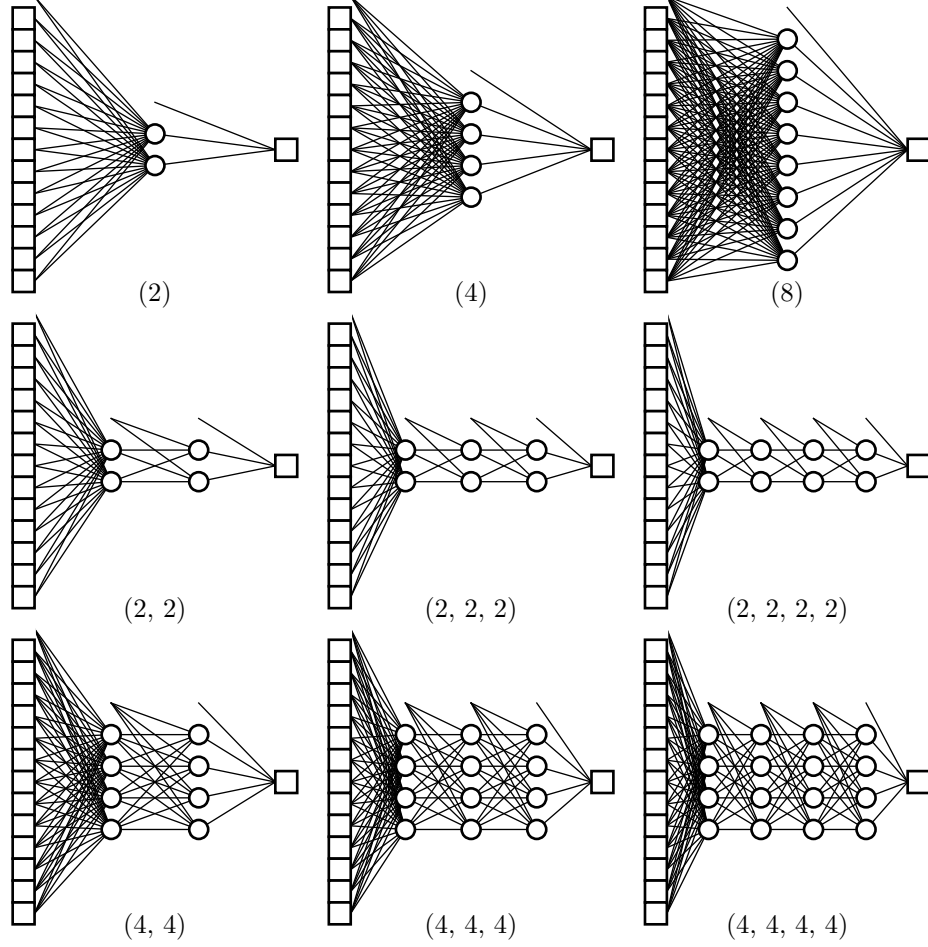 (2)
(4)
(8)
(2, 2)
(2, 2, 2)
(2, 2, 2, 2)
(4, 4)
(4, 4, 4)
(4, 4, 4, 4)